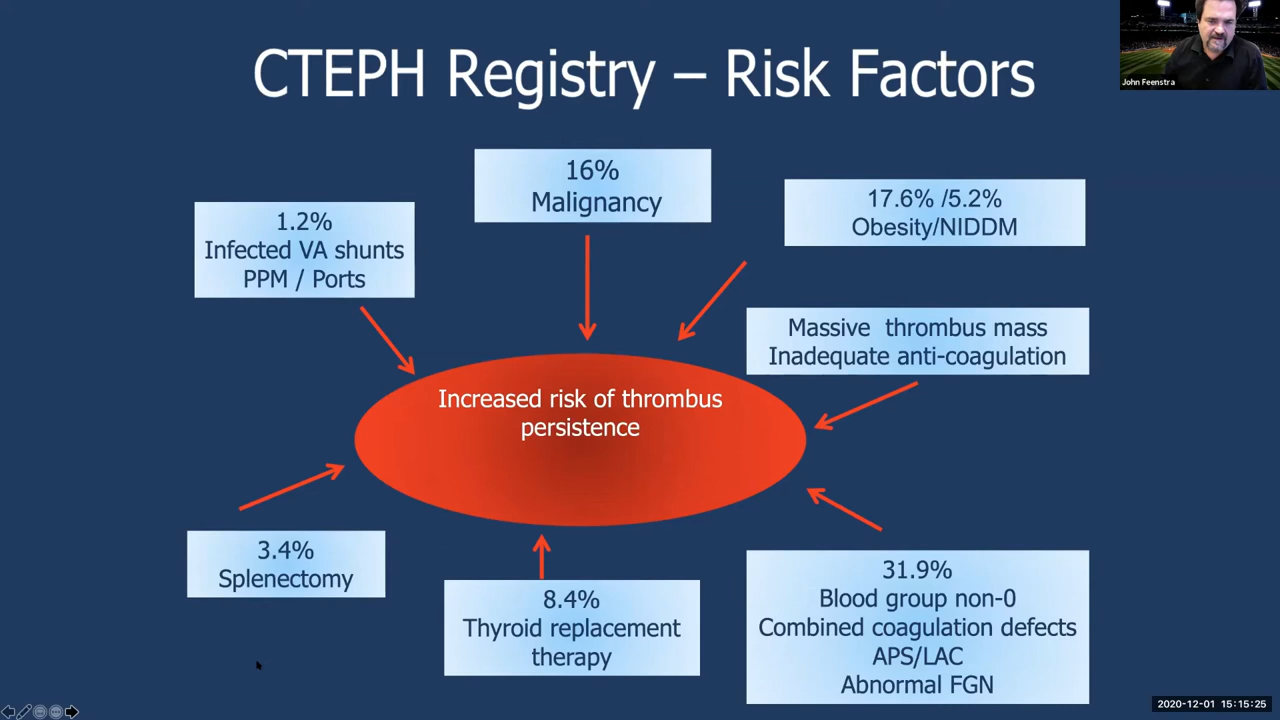 CTEPH Registry – Risk Factors
John Feenstra
16%
Malignancy
17.6% /5.2%
Obesity/NIDDM
1.2%
Infected VA shunts
PPM / Ports
Massive  thrombus mass
Inadequate anti-coagulation
Increased risk of thrombus
persistence
3.4%
Splenectomy
8.4%
Thyroid replacement
therapy
31.9%
Blood group non-0
Combined coagulation defects
APS/LAC
Abnormal FGN
2020-12-01 15:15:25